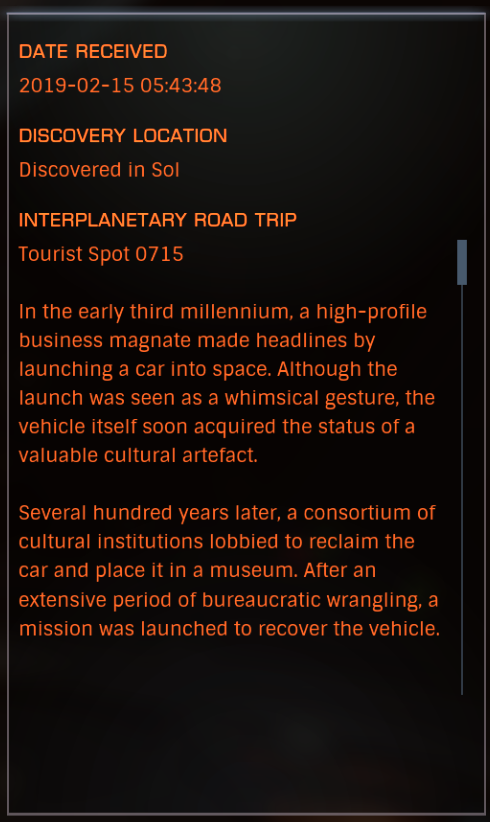 DATE RECEIVED
2019-02-15 05:43:48
DISCOVERY LOCATION
Discovered in Sol
INTERPLANETARY ROAD TRIP
Tourist Spot 0715
In the early third millennium, a high-profile
business magnate made headlines by
launching a car into space. Although the
launch was seen as a whimsical gesture, the
vehicle itself soon acquired the status of a
valuable cultural artefact.
Several hundred years later, a consortium of
cultural institutions lobbied to reclaim the
car and place it in a museum. After an
extensive period of bureaucratic wrangling, a
mission was launched to recover the vehicle.